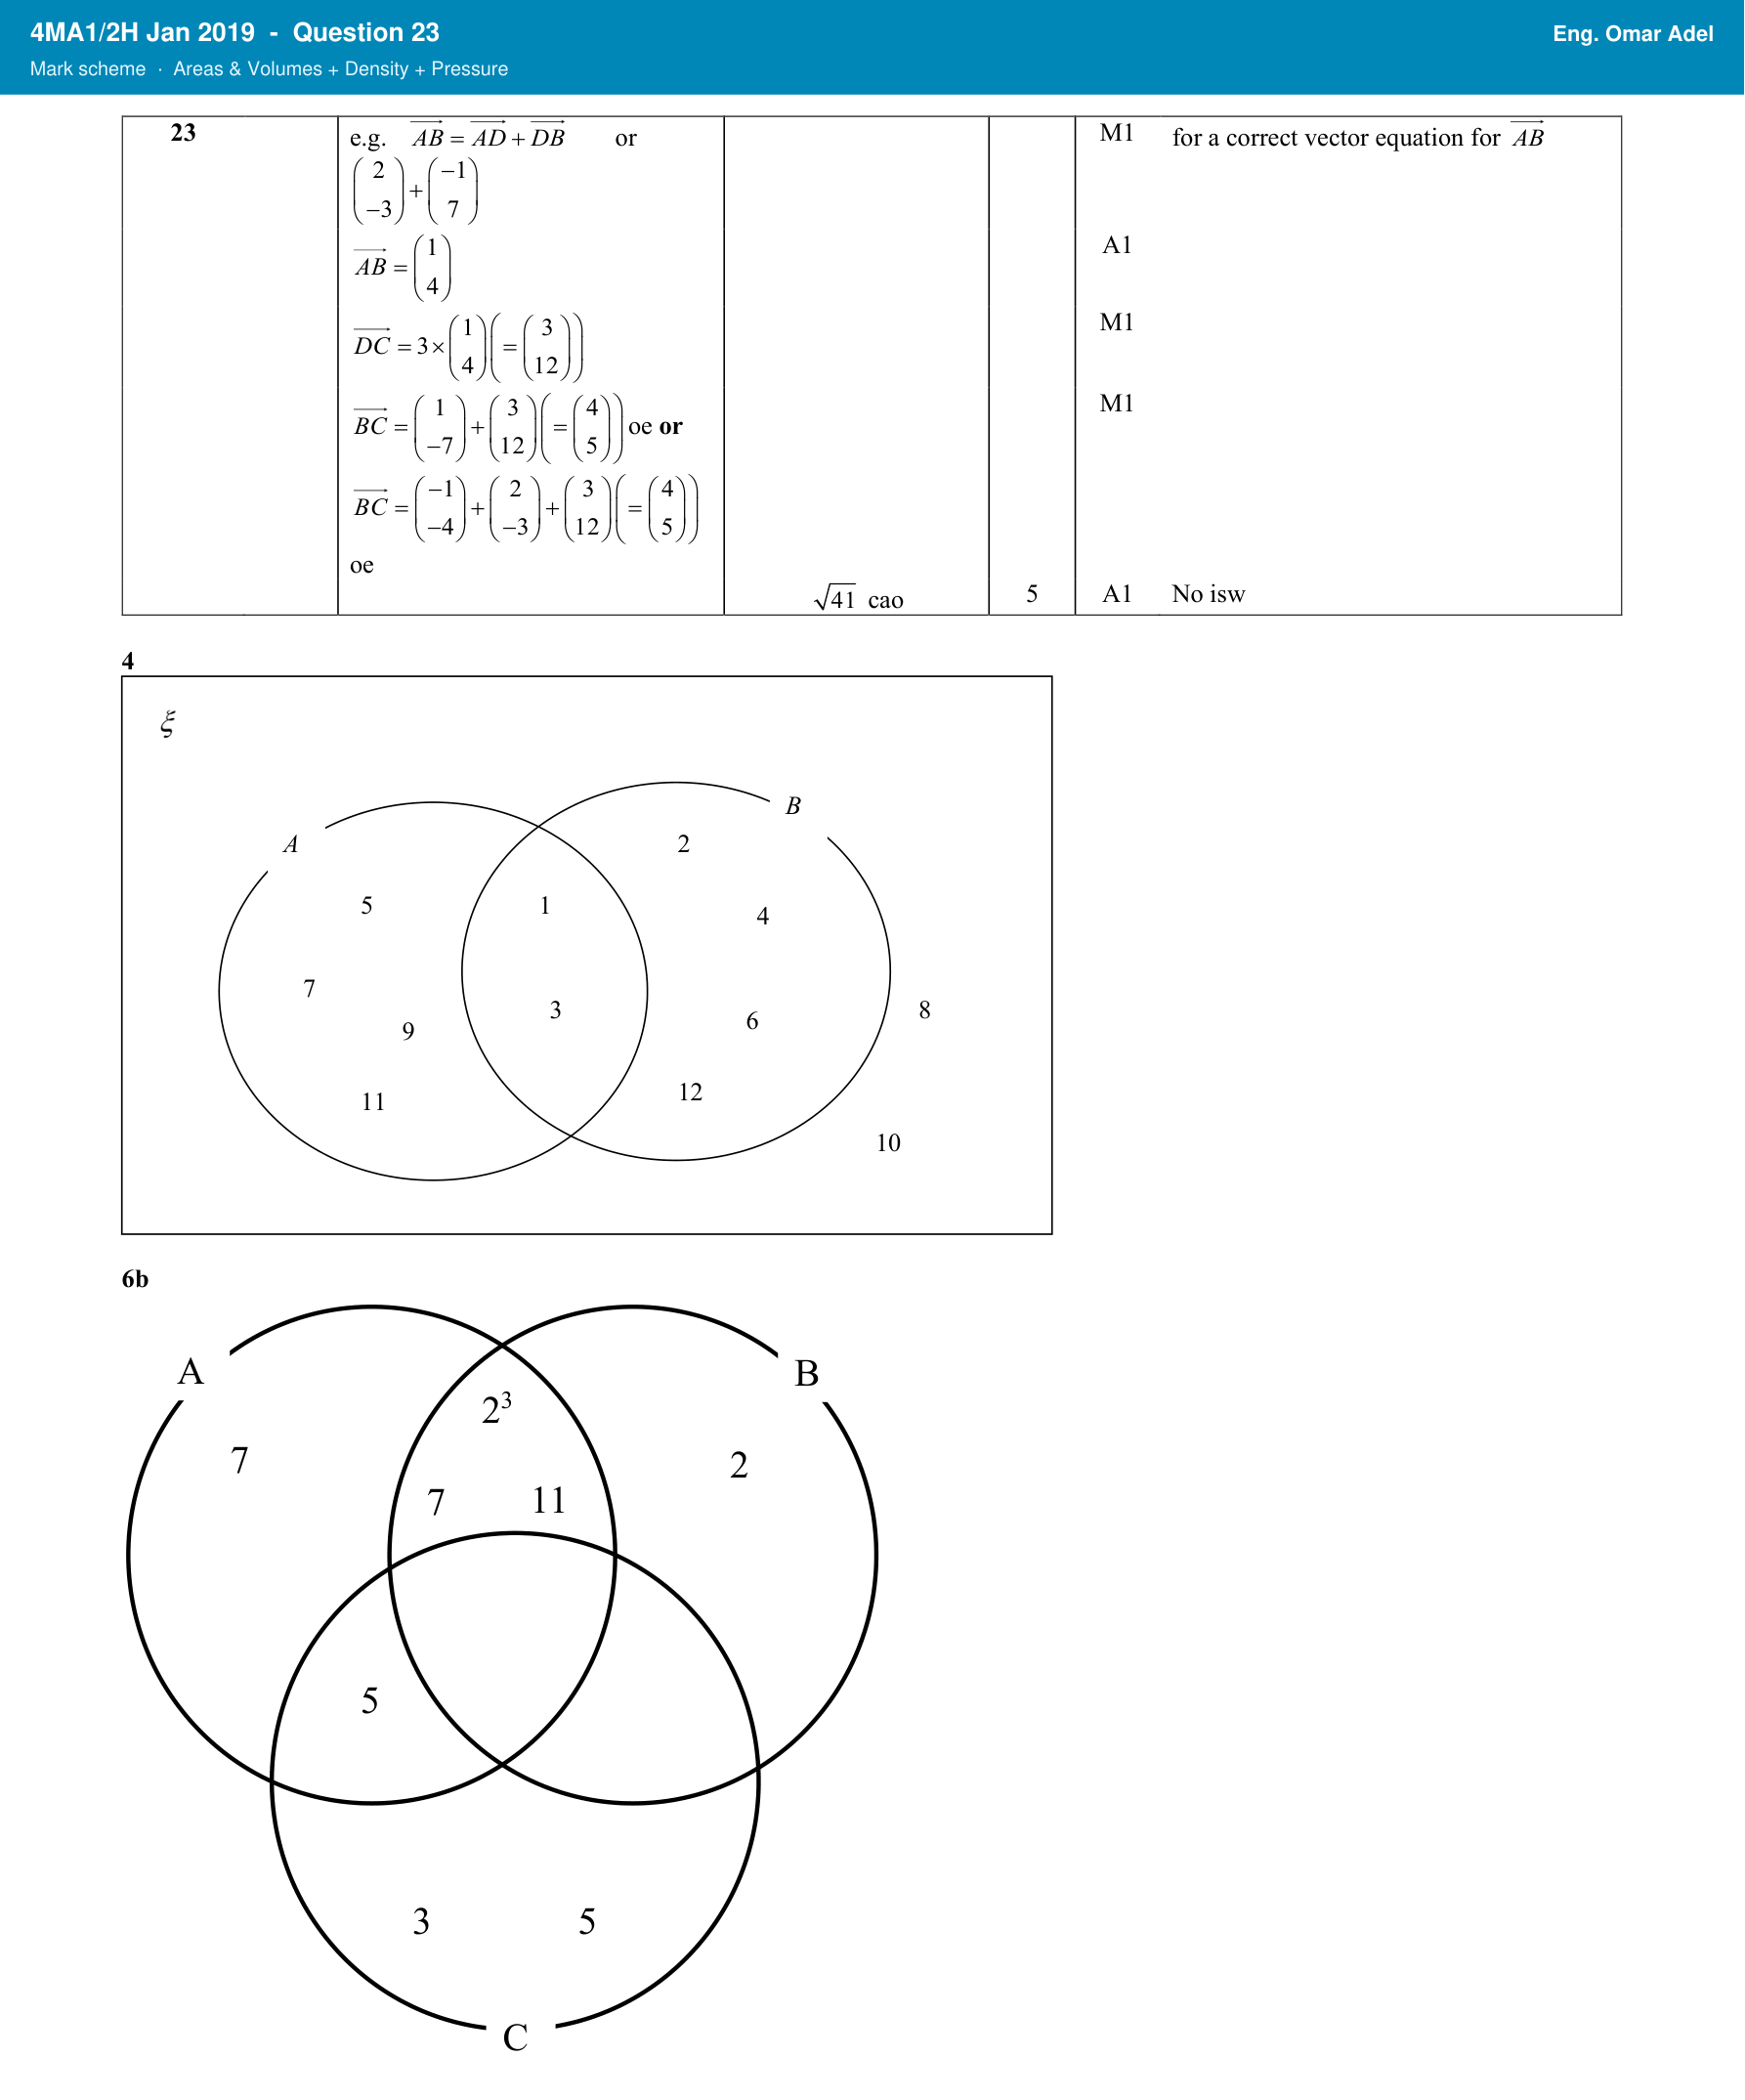 4MA1/2H Jan 2019 - Question 23
Eng. Omar Adel
Mark scheme · Areas & Volumes + Density + Pressure
23
e.g. AB = AD + DB or
(2 −3) + (−1 7)
M1 for a correct vector equation for AB
AB = (1 4)
A1
DC = 3 × (1 4) (= (3 12))
M1
BC = (1 −7) + (3 12) (= (4 5)) oe or
M1
BC = (−1 −4) + (2 −3) + (3 12) (= (4 5))
oe
√41 cao 5 A1 No isw
4
ξ
A
B
5
1
2
4
7
9
3
6
8
11
12
10
6b
A
B
7
2³
2
7 11
5
3 5
C